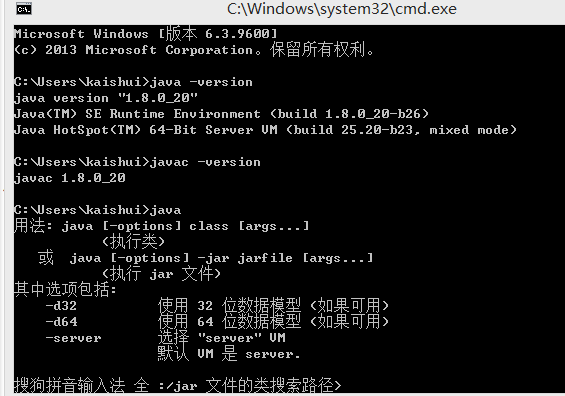 C:\Windows\system32\cmd.exe
Microsoft Windows [版本 6.3.9600]
(c) 2013 Microsoft Corporation。保留所有权利。
C:\Users\kaishui>java -version
java version "1.8.0_20"
Java(TM) SE Runtime Environment (build 1.8.0_20-b26)
Java HotSpot(TM) 64-Bit Server VM (build 25.20-b23, mixed mode)
C:\Users\kaishui>javac -version
javac 1.8.0_20
C:\Users\kaishui>java
用法: java [-options] class [args...]
(执行类)
或 java [-options] -jar jarfile [args...]
(执行 jar 文件)
其中选项包括:
-d32 使用 32 位数据模型 (如果可用)
-d64 使用 64 位数据模型 (如果可用)
-server 选择 "server" VM
默认 VM 是 server.
搜狗拼音输入法 全 :/jar 文件的类搜索路径>